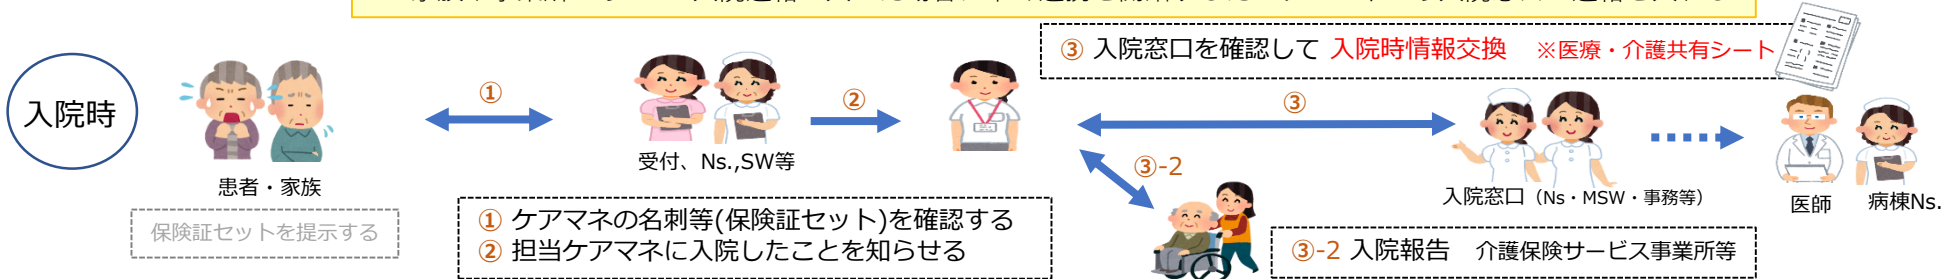 ③ 入院窓口を確認して 入院時情報交換 ※医療・介護共有シート
入院時
①
②
③
受付、Ns.,SW等
③-2
患者・家族
入院窓口（Ns・MSW・事務等）
医師
病棟Ns.
保険証セットを提示する
① ケアマネの名刺等(保険証セット)を確認する
② 担当ケアマネに入院したことを知らせる
③-2 入院報告 介護保険サービス事業所等